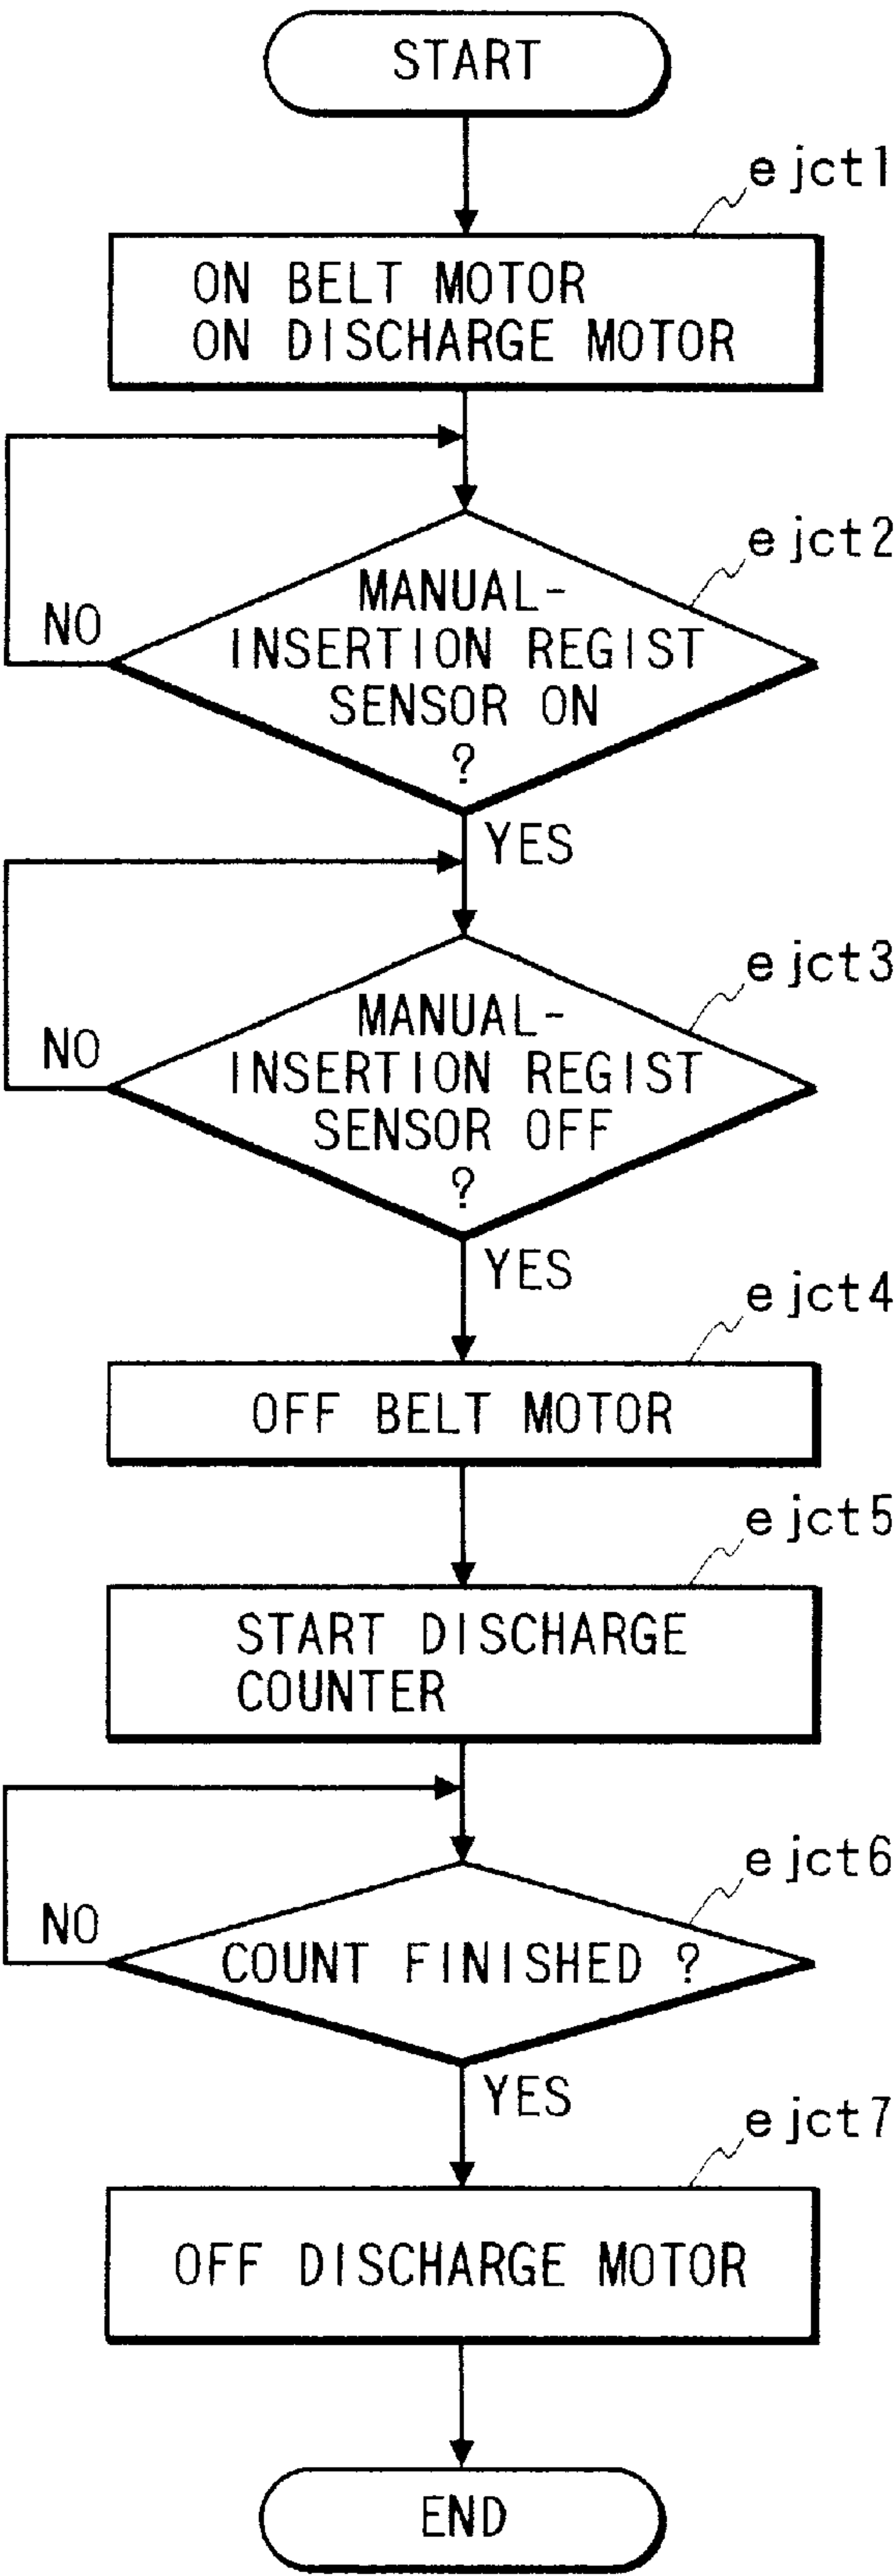 START
ejct1
ON BELT MOTOR
ON DISCHARGE MOTOR
ejct2
MANUAL-
INSERTION REGIST
SENSOR ON
?
NO
YES
ejct3
MANUAL-
INSERTION REGIST
SENSOR OFF
?
NO
YES
ejct4
OFF BELT MOTOR
ejct5
START DISCHARGE
COUNTER
ejct6
NO
COUNT FINISHED ?
YES
ejct7
OFF DISCHARGE MOTOR
END